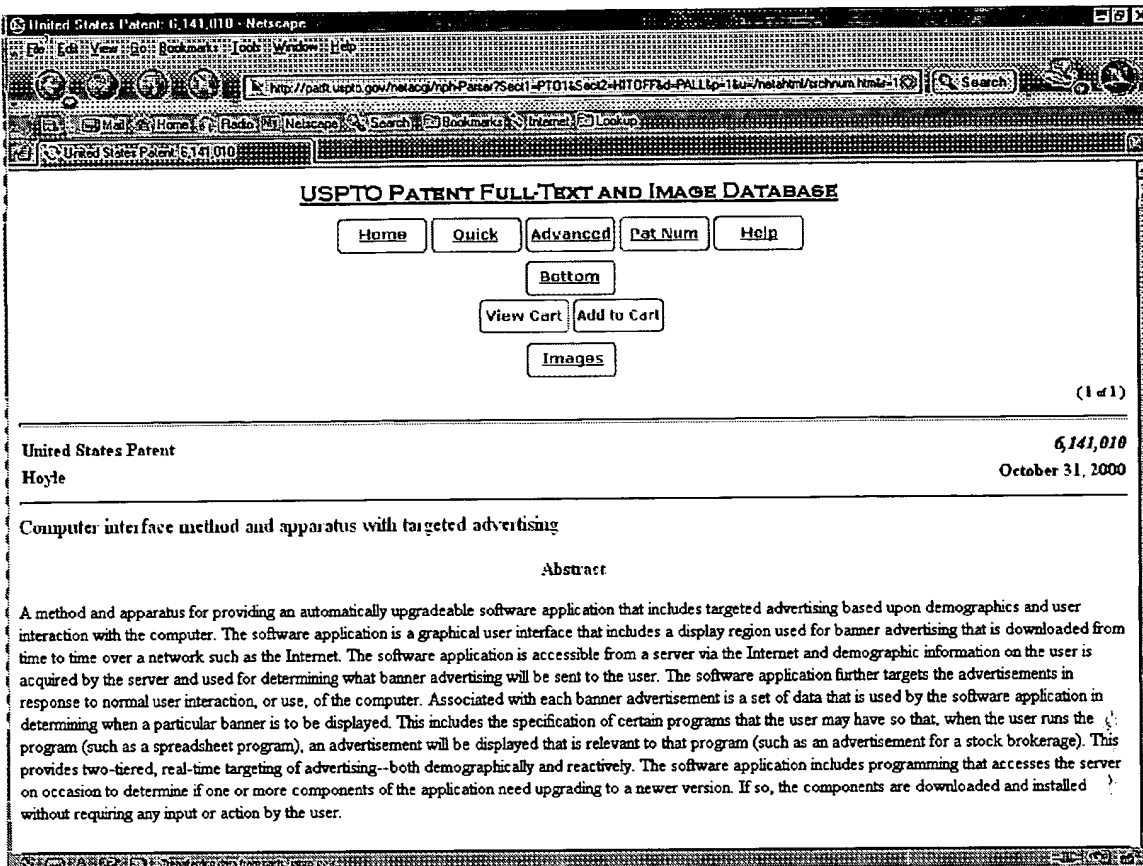 United States Patent: 6,141,010 - Netscape
File Edit View Go Bookmarks Tools Window Help
Search
Mail Home Radio Netscape Search Bookmarks Internet Lookup
United States Patent: 6,141,010
USPTO PATENT FULL-TEXT AND IMAGE DATABASE
Home Quick Advanced Pat Num Help
Bottom
View Cart Add to Cart
Images
(1 of 1)
United States Patent 6,141,010
Hoyle October 31, 2000
Computer interface method and apparatus with targeted advertising
Abstract
A method and apparatus for providing an automatically upgradeable software application that includes targeted advertising based upon demographics and user
interaction with the computer. The software application is a graphical user interface that includes a display region used for banner advertising that is downloaded from
time to time over a network such as the Internet. The software application is accessible from a server via the Internet and demographic information on the user is
acquired by the server and used for determining what banner advertising will be sent to the user. The software application further targets the advertisements in
response to normal user interaction, or use, of the computer. Associated with each banner advertisement is a set of data that is used by the software application in
determining when a particular banner is to be displayed. This includes the specification of certain programs that the user may have so that, when the user runs the
program (such as a spreadsheet program), an advertisement will be displayed that is relevant to that program (such as an advertisement for a stock brokerage). This
provides two-tiered, real-time targeting of advertising--both demographically and reactively. The software application includes programming that accesses the server
on occasion to determine if one or more components of the application need upgrading to a newer version. If so, the components are downloaded and installed
without requiring any input or action by the user.